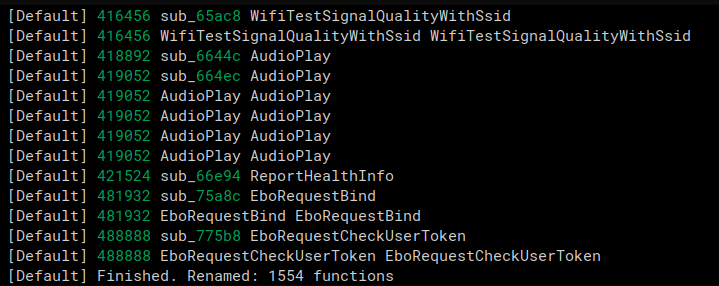 [Default] 416456 sub_65ac8 WifiTestSignalQualityWithSsid
[Default] 416456 WifiTestSignalQualityWithSsid WifiTestSignalQualityWithSsid
[Default] 418892 sub_6644c AudioPlay
[Default] 419052 sub_664ec AudioPlay
[Default] 419052 AudioPlay AudioPlay
[Default] 419052 AudioPlay AudioPlay
[Default] 419052 AudioPlay AudioPlay
[Default] 419052 AudioPlay AudioPlay
[Default] 421524 sub_66e94 ReportHealthInfo
[Default] 481932 sub_75a8c EboRequestBind
[Default] 481932 EboRequestBind EboRequestBind
[Default] 488888 sub_775b8 EboRequestCheckUserToken
[Default] 488888 EboRequestCheckUserToken EboRequestCheckUserToken
[Default] Finished. Renamed: 1554 functions